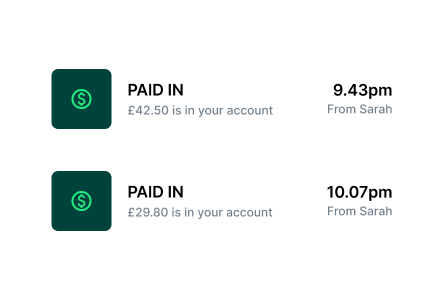 PAID IN
9.43pm
£42.50 is in your account
From Sarah
PAID IN
10.07pm
£29.80 is in your account
From Sarah